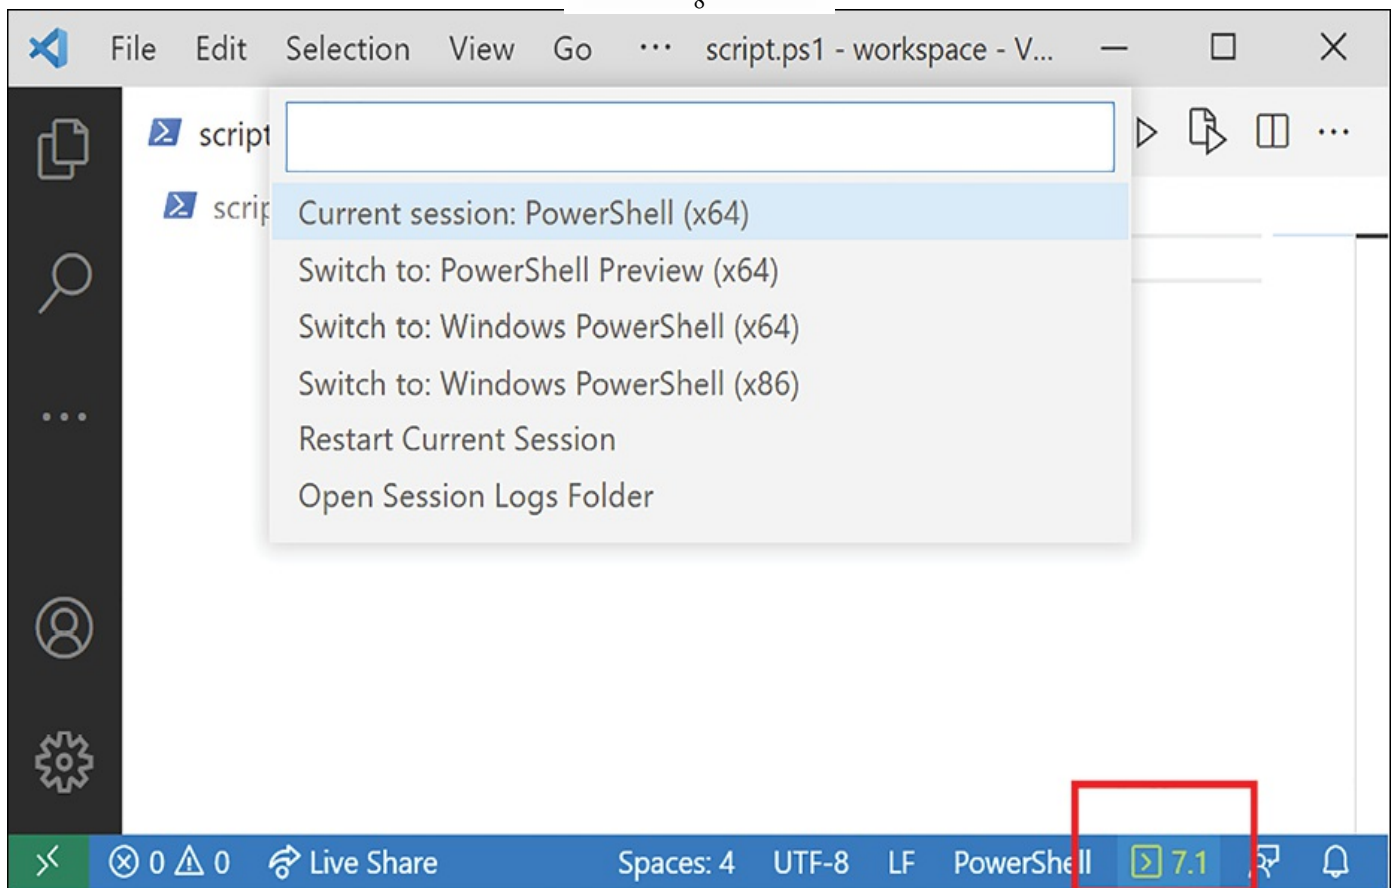 8
File Edit Selection View Go ··· script.ps1 - workspace - V...
script
scrip
Current session: PowerShell (x64)
Switch to: PowerShell Preview (x64)
Switch to: Windows PowerShell (x64)
Switch to: Windows PowerShell (x86)
Restart Current Session
Open Session Logs Folder
0 0 Live Share Spaces: 4 UTF-8 LF PowerShell 7.1